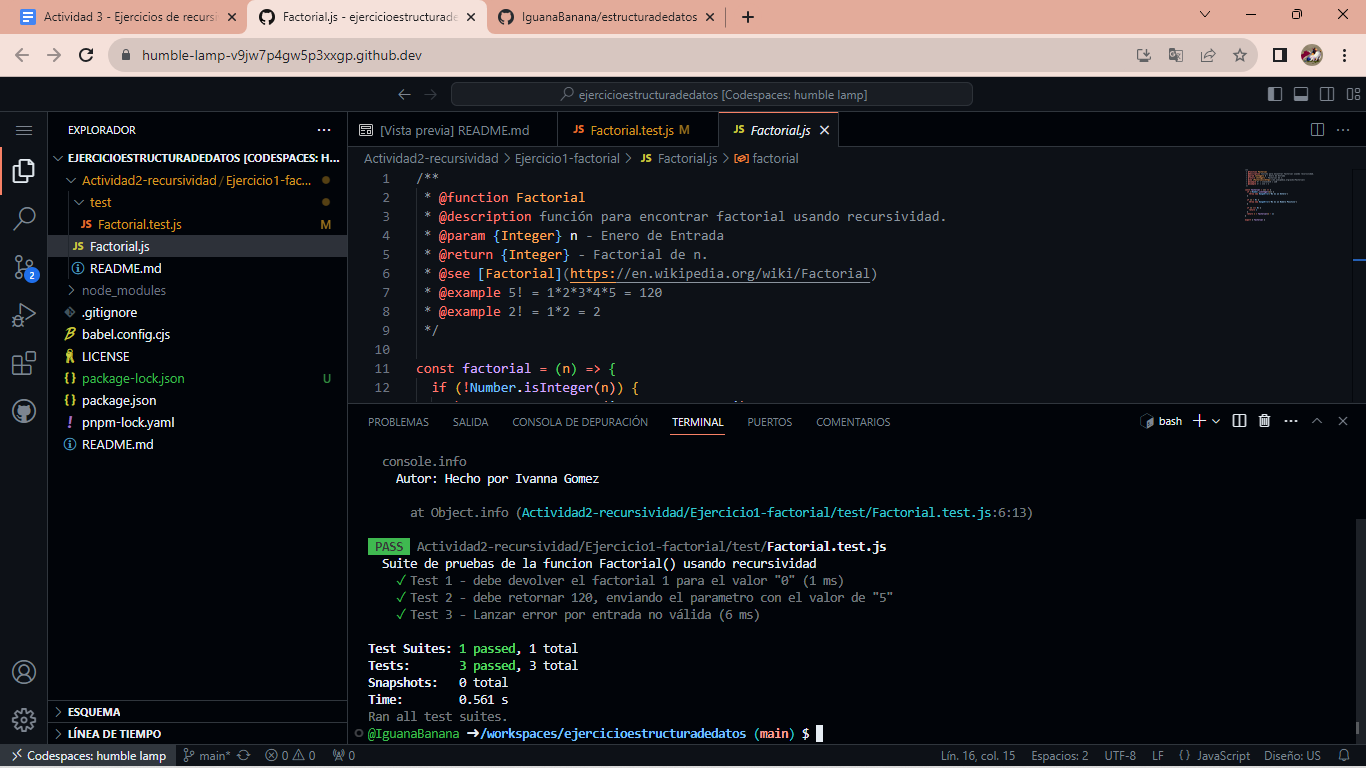 Actividad 3 - Ejercicios de recursi
Factorial.js - ejercicioestructurade
IguanaBanana/estructuradedatos
humble-lamp-v9jw7p4gw5p3xxgp.github.dev
ejercicioestructuradedatos [Codespaces: humble lamp]
EXPLORADOR
EJERCICIOESTRUCTURADEDATOS [CODESPACES: H...
Actividad2-recursividad / Ejercicio1-fac...
test
JS Factorial.test.js M
JS Factorial.js
README.md
node_modules
.gitignore
babel.config.cjs
LICENSE
{} package-lock.json U
{} package.json
! pnpm-lock.yaml
README.md
2
ESQUEMA
LÍNEA DE TIEMPO
[Vista previa] README.md
JS Factorial.test.js M
JS Factorial.js
Actividad2-recursividad > Ejercicio1-factorial > JS Factorial.js > factorial
1 /**
2 * @function Factorial
3 * @description función para encontrar factorial usando recursividad.
4 * @param {Integer} n - Enero de Entrada
5 * @return {Integer} - Factorial de n.
6 * @see [Factorial](https://en.wikipedia.org/wiki/Factorial)
7 * @example 5! = 1*2*3*4*5 = 120
8 * @example 2! = 1*2 = 2
9 */
10
11 const factorial = (n) => {
12 if (!Number.isInteger(n)) {
PROBLEMAS SALIDA CONSOLA DE DEPURACIÓN TERMINAL PUERTOS COMENTARIOS
bash
console.info
Autor: Hecho por Ivanna Gomez
at Object.info (Actividad2-recursividad/Ejercicio1-factorial/test/Factorial.test.js:6:13)
PASS Actividad2-recursividad/Ejercicio1-factorial/test/Factorial.test.js
Suite de pruebas de la funcion Factorial() usando recursividad
✓ Test 1 - debe devolver el factorial 1 para el valor "0" (1 ms)
✓ Test 2 - debe retornar 120, enviando el parametro con el valor de "5"
✓ Test 3 - Lanzar error por entrada no válida (6 ms)
Test Suites: 1 passed, 1 total
Tests: 3 passed, 3 total
Snapshots: 0 total
Time: 0.561 s
Ran all test suites.
@IguanaBanana ➜/workspaces/ejercicioestructuradedatos (main) $
Codespaces: humble lamp
main*
0 0
0
Lín. 16, col. 15
Espacios: 2
UTF-8
LF
{} JavaScript
Diseño: US